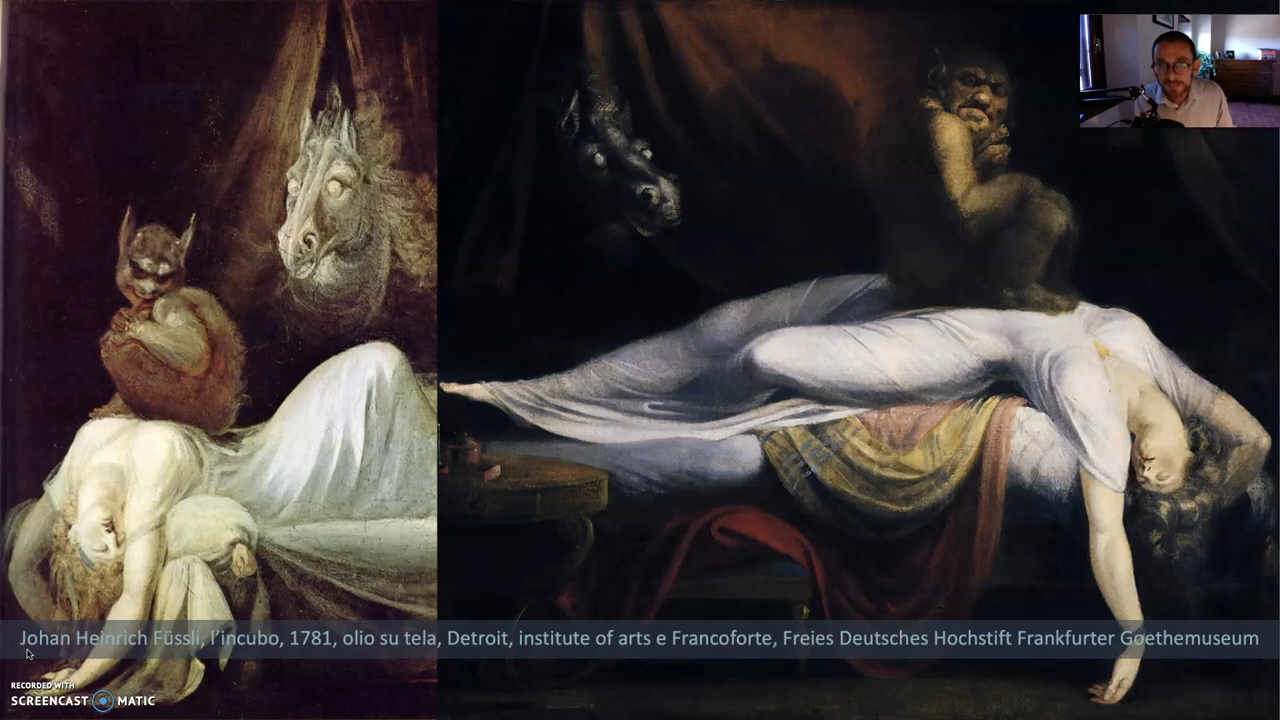 Johan Heinrich Füssli, l’incubo, 1781, olio su tela, Detroit, institute of arts e Francoforte, Freies Deutsches Hochstift Frankfurter Goethemuseum
RECORDED WITH
SCREENCAST MATIC